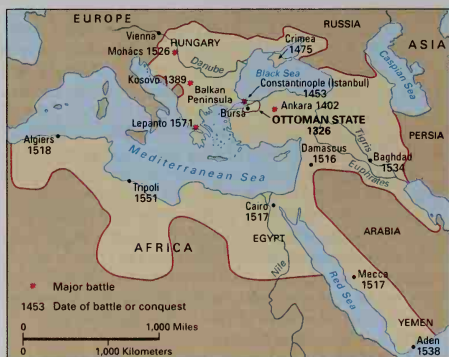 EUROPE
RUSSIA
ASIA
Vienna
Mohács 1526
HUNGARY
Crimea
1475
Danube
Caspian Sea
Kosovo 1389
Balkan
Peninsula
Black Sea
Constantinople (Istanbul)
1453
Bursa
Ankara 1402
OTTOMAN STATE
1326
Lepanto 1571
Algiers
1518
PERSIA
Tigris
Damascus
1516
Baghdad
1534
Euphrates
Mediterranean Sea
Tripoli
1551
Cairo
1517
ARABIA
AFRICA
EGYPT
Nile
Red Sea
Mecca
1517
Major battle
1453 Date of battle or conquest
0 1,000 Miles
0 1,000 Kilometers
YEMEN
Aden
1538